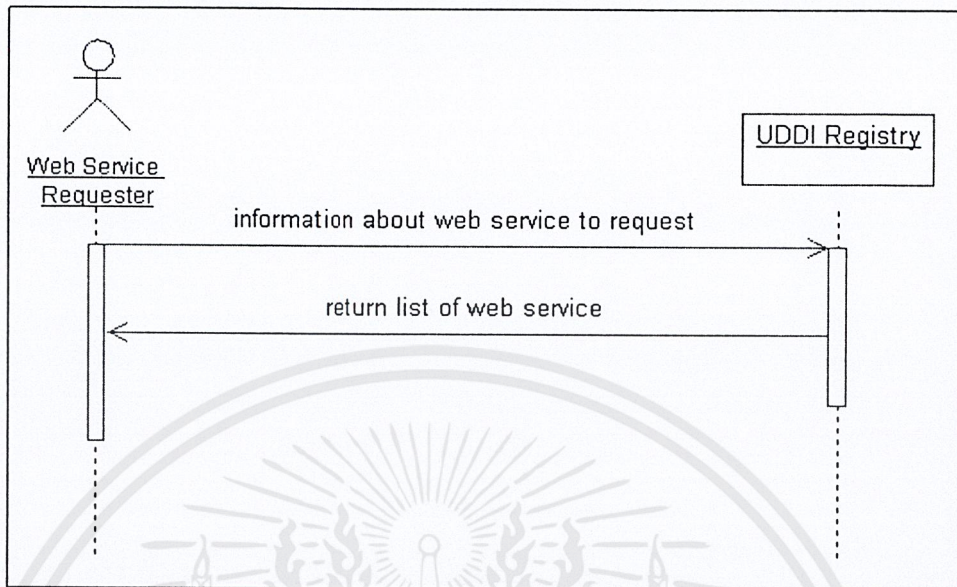 Web Service
Requester
UDDI Registry
information about web service to request
return list of web service